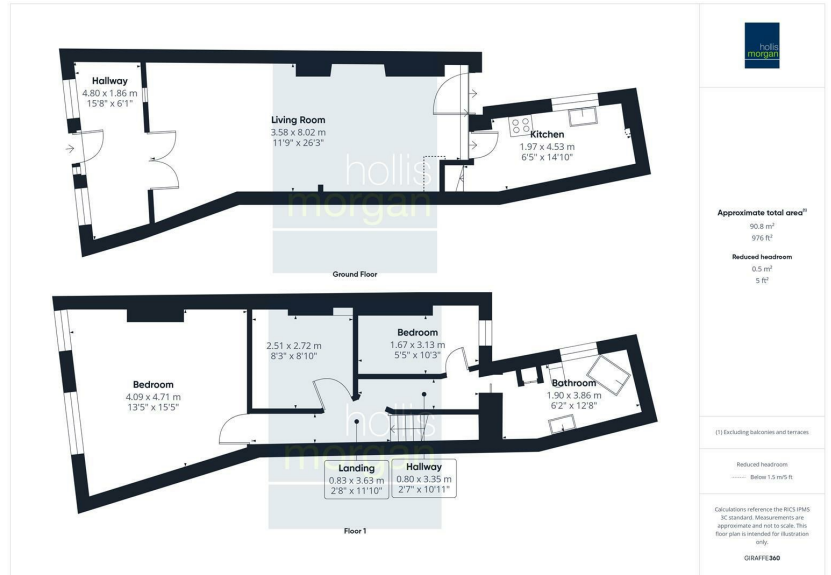 Hallway
4.80 x 1.86 m
15'8" x 6'1"
Living Room
3.58 x 8.02 m
11'9" x 26'3"
Kitchen
1.97 x 4.53 m
6'5" x 14'10"
hollis
morgan
Ground Floor
Bedroom
4.09 x 4.71 m
13'5" x 15'5"
2.51 x 2.72 m
8'3" x 8'10"
Bedroom
1.67 x 3.13 m
5'5" x 10'3"
Bathroom
1.90 x 3.86 m
6'2" x 12'8"
hollis
morgan
Landing
0.83 x 3.63 m
2'8" x 11'10"
Hallway
0.80 x 3.35 m
2'7" x 10'11"
Floor 1
hollis
morgan
Approximate total area(1)
90.8 m²
976 ft²
Reduced headroom
0.5 m²
5 ft²
(1) Excluding balconies and terraces
Reduced headroom
Below 1.5 m/5 ft
Calculations reference the RICS IPMS
3C standard. Measurements are
approximate and not to scale. This
floor plan is intended for illustration
only.
GIRAFFE360